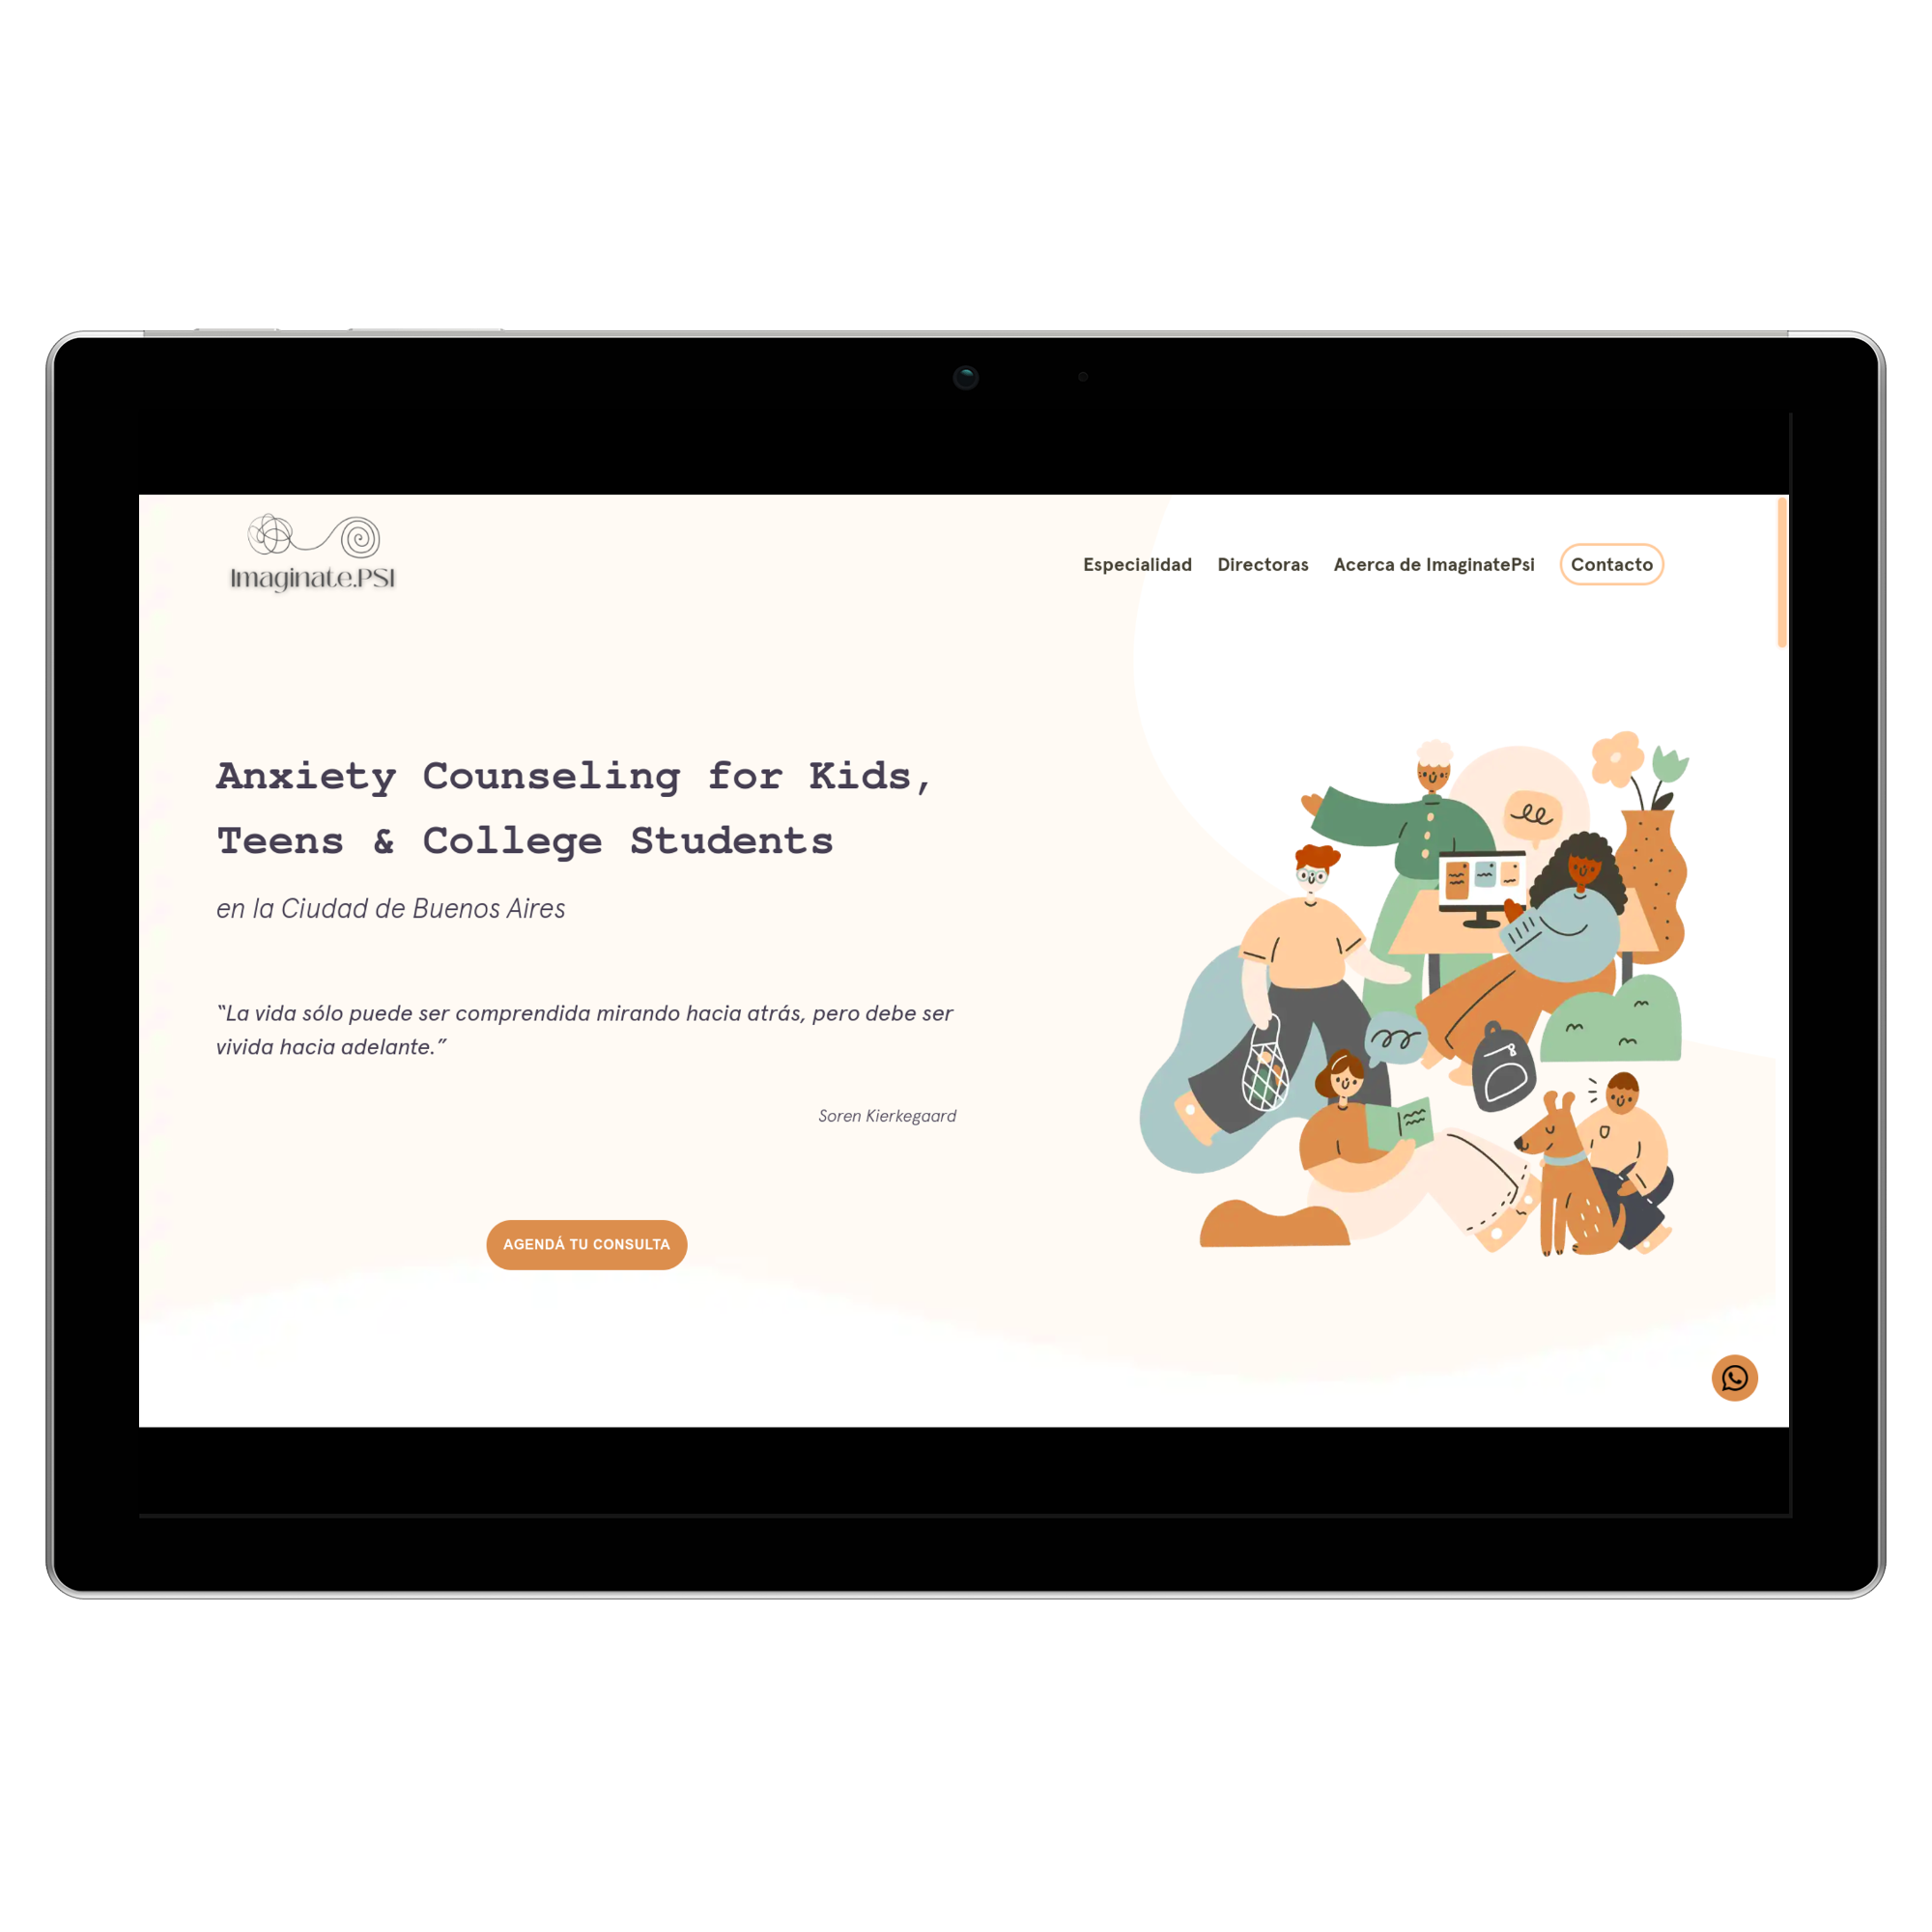 Imaginate.PSI
Especialidad Directoras Acerca de ImaginatePsi Contacto
Anxiety Counseling for Kids,
Teens & College Students
en la Ciudad de Buenos Aires
“La vida sólo puede ser comprendida mirando hacia atrás, pero debe ser
vivida hacia adelante.”
Soren Kierkegaard
AGENDÁ TU CONSULTA